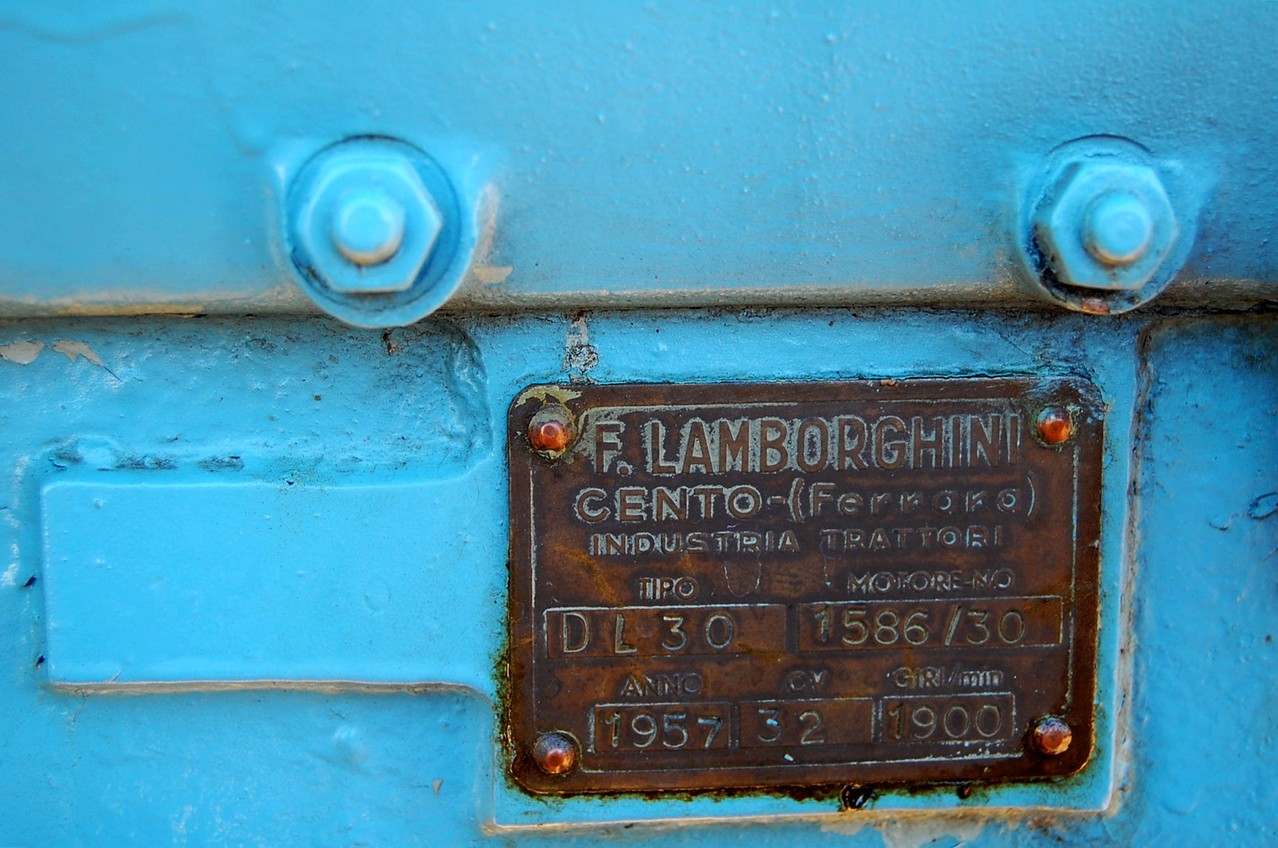 F. LAMBORGHINI
CENTO-(Ferrara)
INDUSTRIA TRATTORI
TIPO MOTORE-NO
DL30 1586/30
ANNO CV GIRI/min
1957 32 1900